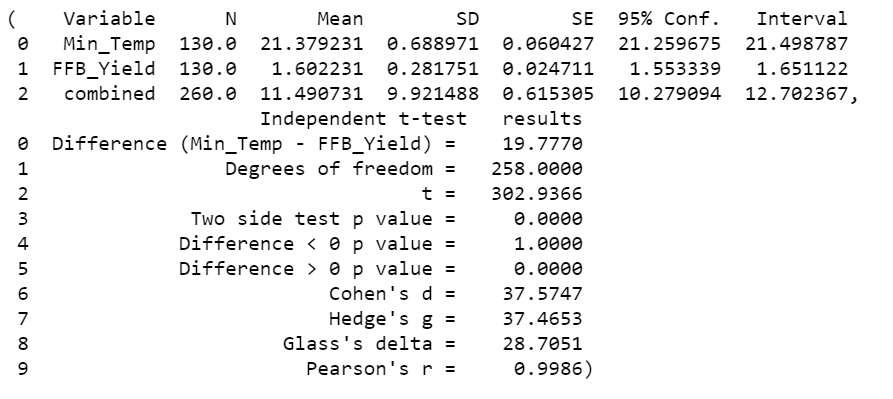 (    Variable      N       Mean        SD        SE  95% Conf.   Interval
0    Min_Temp  130.0  21.379231  0.688971  0.060427  21.259675  21.498787
1   FFB_Yield  130.0   1.602231  0.281751  0.024711   1.553339   1.651122
2    combined  260.0  11.490731  9.921488  0.615305  10.279094  12.702367,
Independent t-test   results
0  Difference (Min_Temp - FFB_Yield) =    19.7770
1                Degrees of freedom =   258.0000
2                                 t =   302.9366
3             Two side test p value =     0.0000
4            Difference < 0 p value =     1.0000
5            Difference > 0 p value =     0.0000
6                         Cohen's d =    37.5747
7                         Hedge's g =    37.4653
8                     Glass's delta =    28.7051
9                       Pearson's r =     0.9986)